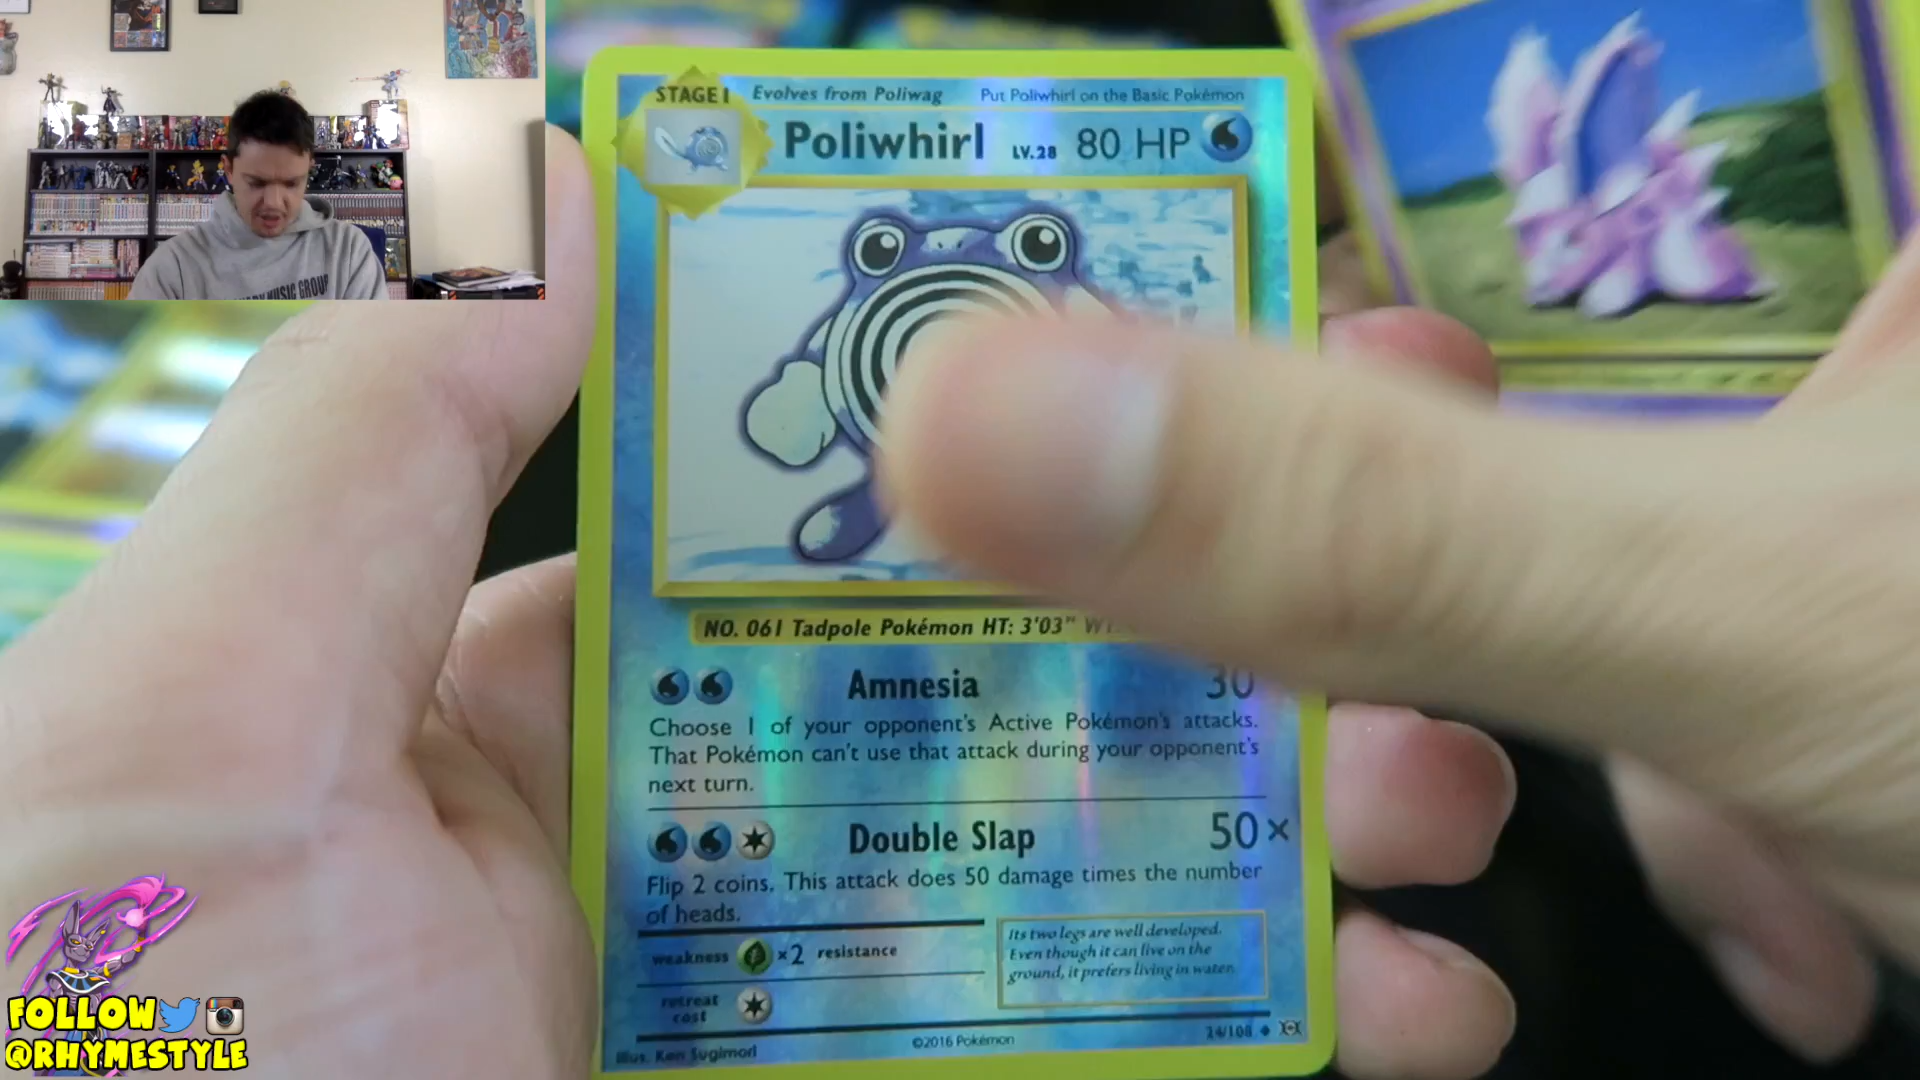 STAGE 1 Evolves from Poliwag Put Poliwhirl on the Basic Pokémon
Poliwhirl LV.28 80 HP
NO. 061 Tadpole Pokémon HT: 3'03"
Amnesia 30
Choose 1 of your opponent's Active Pokémon's attacks.
That Pokémon can't use that attack during your opponent's
next turn.
Double Slap 50×
Flip 2 coins. This attack does 50 damage times the number
of heads.
weakness ×2 resistance
retreat
cost
Its two legs are well developed.
Even though it can live on the
ground, it prefers living in water.
24/108
©2016 Pokémon
Illus. Ken Sugimori
MUSIC GROUP
FOLLOW
@RHYMESTYLE